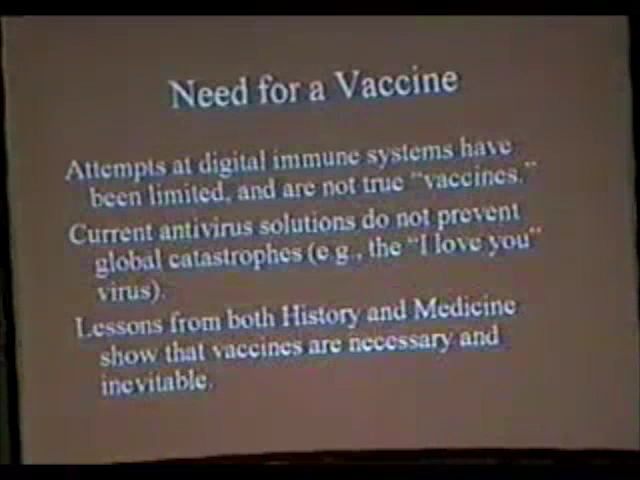 Need for a Vaccine
Attempts at digital immune systems have
been limited, and are not true "vaccines."
Current antivirus solutions do not prevent
global catastrophes (e g., the "I love you"
virus).
Lessons from both History and Medicine
show that vaccines are necessary and
inevitable.